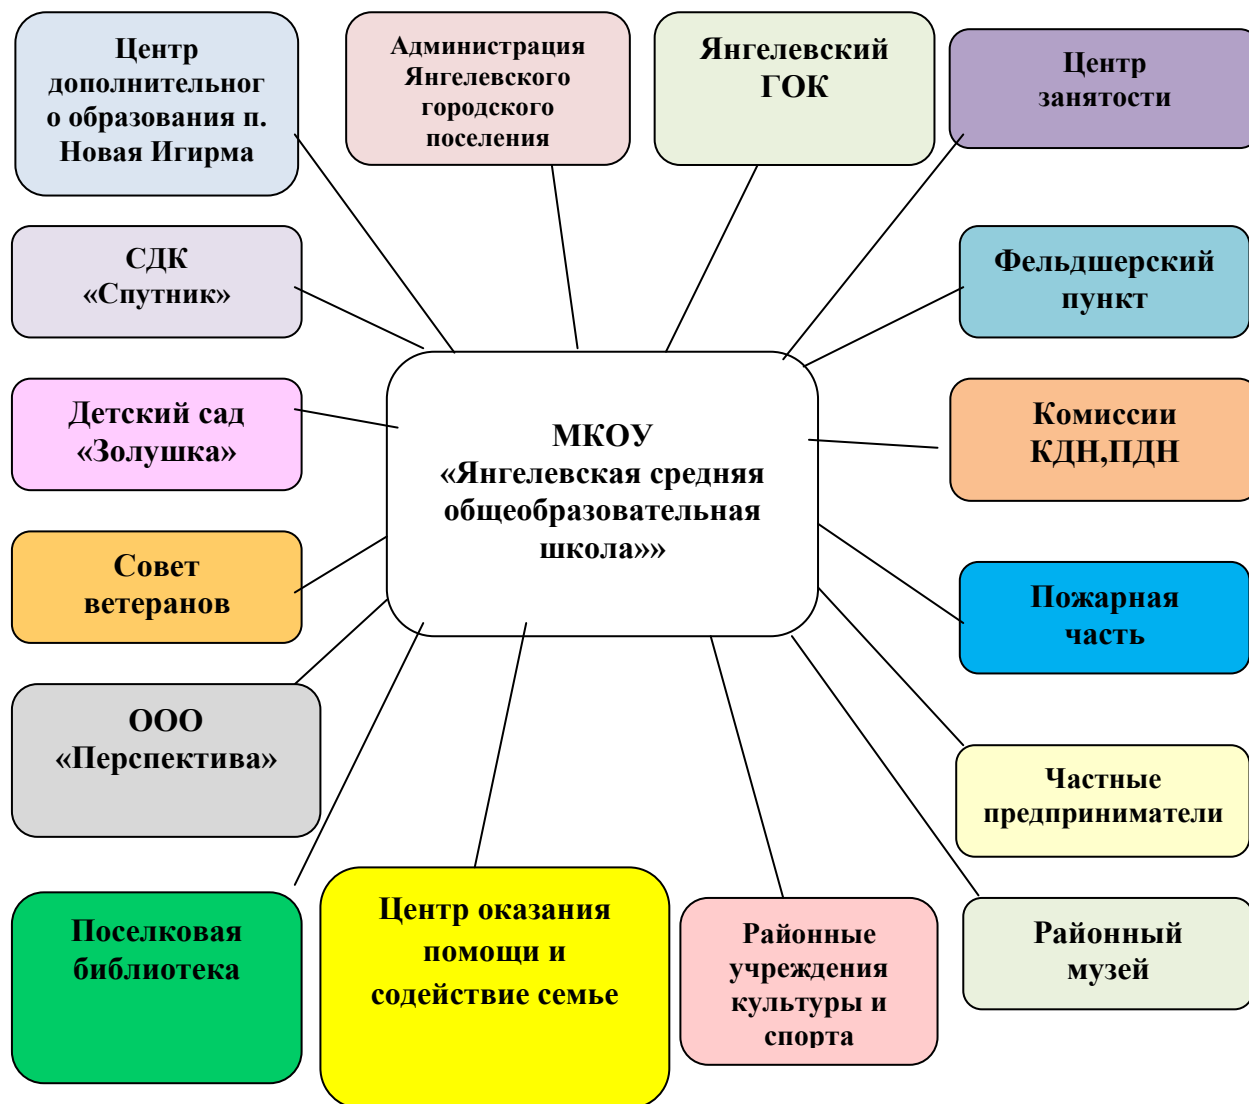 Центр
дополнительног
о образования п.
Новая Игирма
Администрация
Янгелевского
городского
поселения
Янгелевский
ГОК
Центр
занятости
СДК
«Спутник»
Фельдшерский
пункт
Детский сад
«Золушка»
МКОУ
«Янгелевская средняя
общеобразовательная
школа»»
Комиссии
КДН,ПДН
Совет
ветеранов
Пожарная
часть
ООО
«Перспектива»
Частные
предприниматели
Поселковая
библиотека
Центр оказания
помощи и
содействие семье
Районные
учреждения
культуры и
спорта
Районный
музей